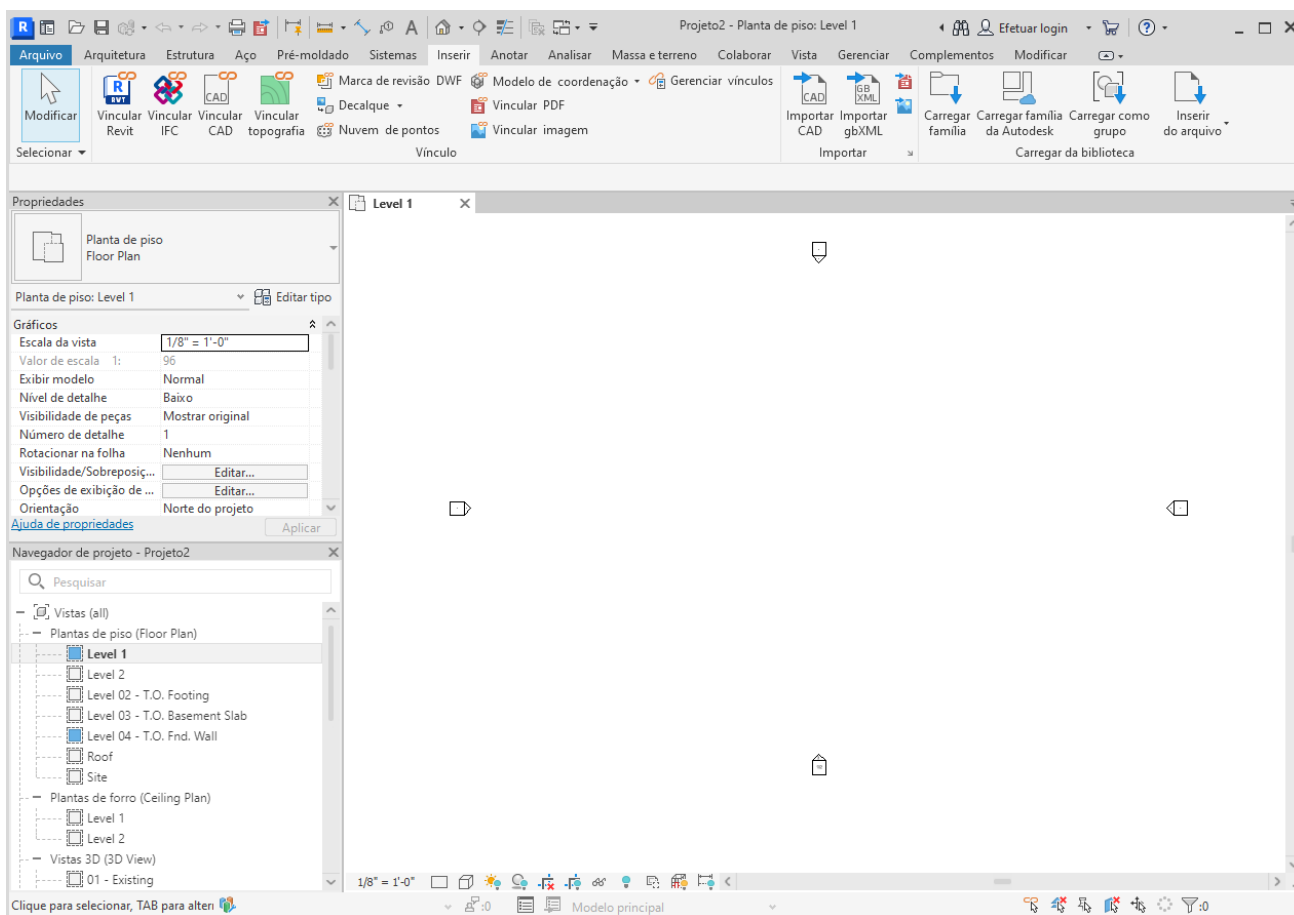 Projeto2 - Planta de piso: Level 1
Efetuar login
Arquivo Arquitetura Estrutura Aço Pré-moldado Sistemas Inserir Anotar Analisar Massa e terreno Colaborar Vista Gerenciar Complementos Modificar
Modificar
Selecionar
Vincular Revit
Vincular IFC
Vincular CAD
Vincular topografia
Marca de revisão DWF
Decalque
Nuvem de pontos
Modelo de coordenação
Vincular PDF
Vincular imagem
Gerenciar vínculos
Vínculo
Importar CAD
Importar gbXML
Importar
Carregar família
Carregar família da Autodesk
Carregar como grupo
Inserir do arquivo
Carregar da biblioteca
Propriedades
Planta de piso
Floor Plan
Planta de piso: Level 1 Editar tipo
Gráficos
Escala da vista 1/8" = 1'-0"
Valor de escala 1: 96
Exibir modelo Normal
Nível de detalhe Baixo
Visibilidade de peças Mostrar original
Número de detalhe 1
Rotacionar na folha Nenhum
Visibilidade/Sobreposiç... Editar...
Opções de exibição de ... Editar...
Orientação Norte do projeto
Ajuda de propriedades Aplicar
Navegador de projeto - Projeto2
Pesquisar
Vistas (all)
Plantas de piso (Floor Plan)
Level 1
Level 2
Level 02 - T.O. Footing
Level 03 - T.O. Basement Slab
Level 04 - T.O. Fnd. Wall
Roof
Site
Plantas de forro (Ceiling Plan)
Level 1
Level 2
Vistas 3D (3D View)
01 - Existing
Level 1
1/8" = 1'-0"
Clique para selecionar, TAB para alten
:0
Modelo principal
:0